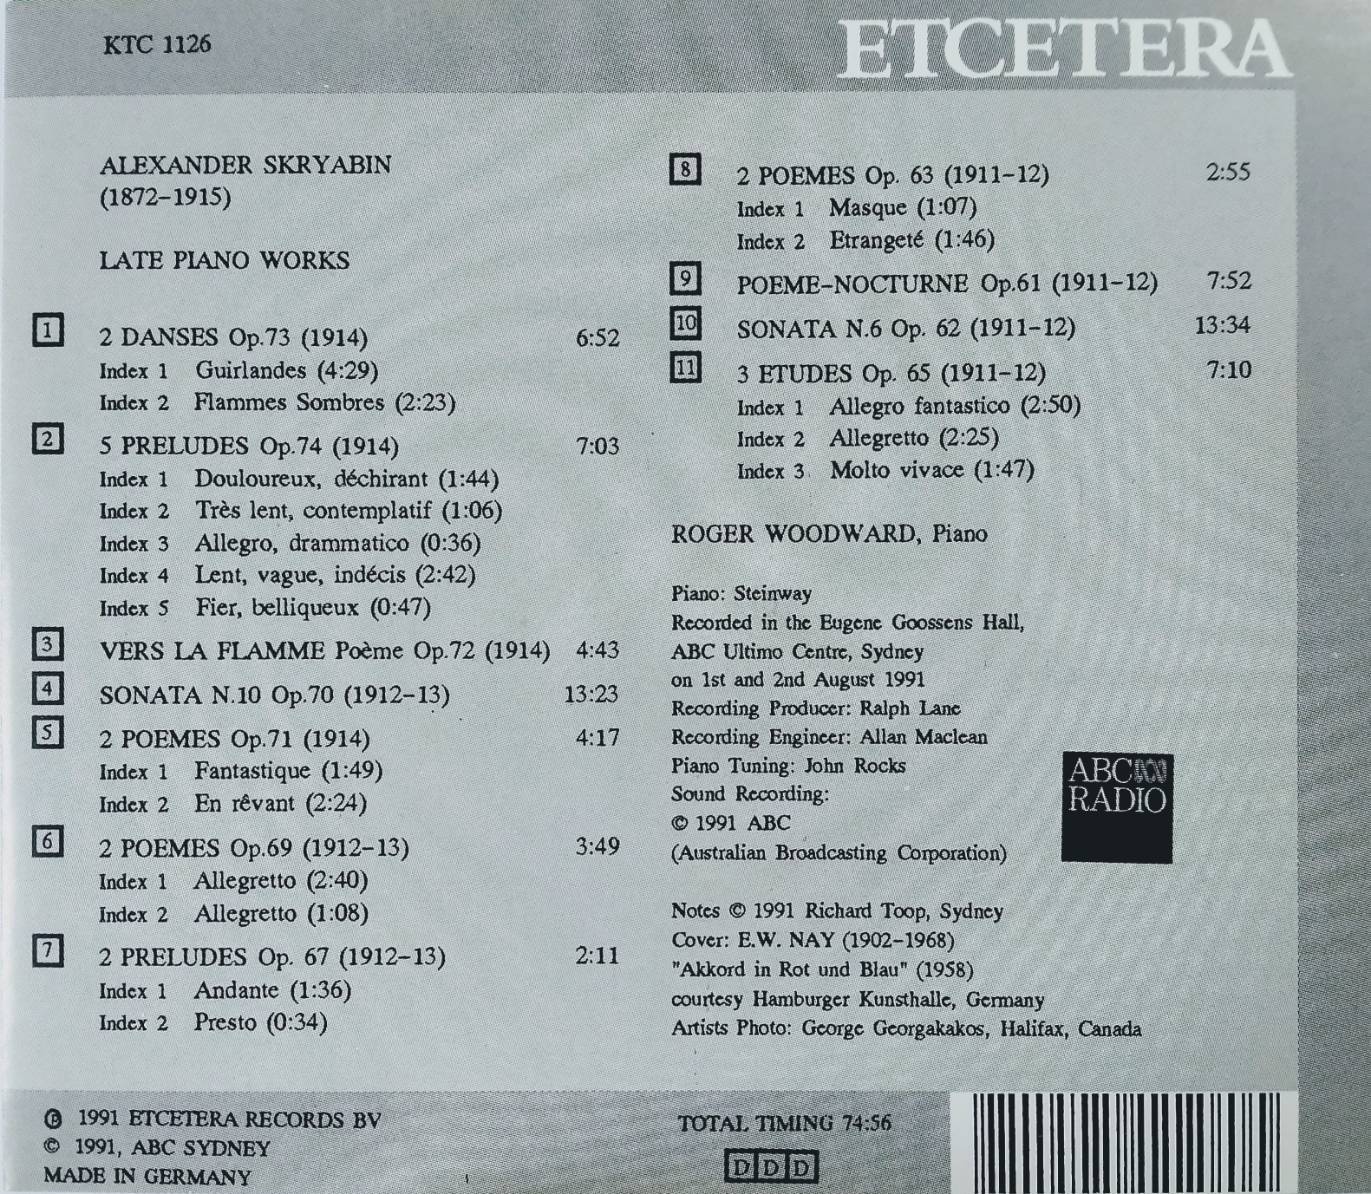 KTC 1126
ETCETERA
ALEXANDER SKRYABIN
(1872-1915)
LATE PIANO WORKS
1 2 DANSES Op.73 (1914) 6:52
Index 1 Guirlandes (4:29)
Index 2 Flammes Sombres (2:23)
2 5 PRELUDES Op.74 (1914) 7:03
Index 1 Douloureux, déchirant (1:44)
Index 2 Très lent, contemplatif (1:06)
Index 3 Allegro, drammatico (0:36)
Index 4 Lent, vague, indécis (2:42)
Index 5 Fier, belliqueux (0:47)
3 VERS LA FLAMME Poème Op.72 (1914) 4:43
4 SONATA N.10 Op.70 (1912-13) 13:23
5 2 POEMES Op.71 (1914) 4:17
Index 1 Fantastique (1:49)
Index 2 En rêvant (2:24)
6 2 POEMES Op.69 (1912-13) 3:49
Index 1 Allegretto (2:40)
Index 2 Allegretto (1:08)
7 2 PRELUDES Op. 67 (1912-13) 2:11
Index 1 Andante (1:36)
Index 2 Presto (0:34)
8 2 POEMES Op. 63 (1911-12) 2:55
Index 1 Masque (1:07)
Index 2 Etrangeté (1:46)
9 POEME-NOCTURNE Op.61 (1911-12) 7:52
10 SONATA N.6 Op. 62 (1911-12) 13:34
11 3 ETUDES Op. 65 (1911-12) 7:10
Index 1 Allegro fantastico (2:50)
Index 2 Allegretto (2:25)
Index 3 Molto vivace (1:47)
ROGER WOODWARD, Piano
Piano: Steinway
Recorded in the Eugene Goossens Hall,
ABC Ultimo Centre, Sydney
on 1st and 2nd August 1991
Recording Producer: Ralph Lane
Recording Engineer: Allan Maclean
Piano Tuning: John Rocks
Sound Recording:
© 1991 ABC
(Australian Broadcasting Corporation)
ABC
RADIO
Notes © 1991 Richard Toop, Sydney
Cover: E.W. NAY (1902-1968)
"Akkord in Rot und Blau" (1958)
courtesy Hamburger Kunsthalle, Germany
Artists Photo: George Georgakakos, Halifax, Canada
℗ 1991 ETCETERA RECORDS BV
© 1991, ABC SYDNEY
MADE IN GERMANY
TOTAL TIMING 74:56
DDD